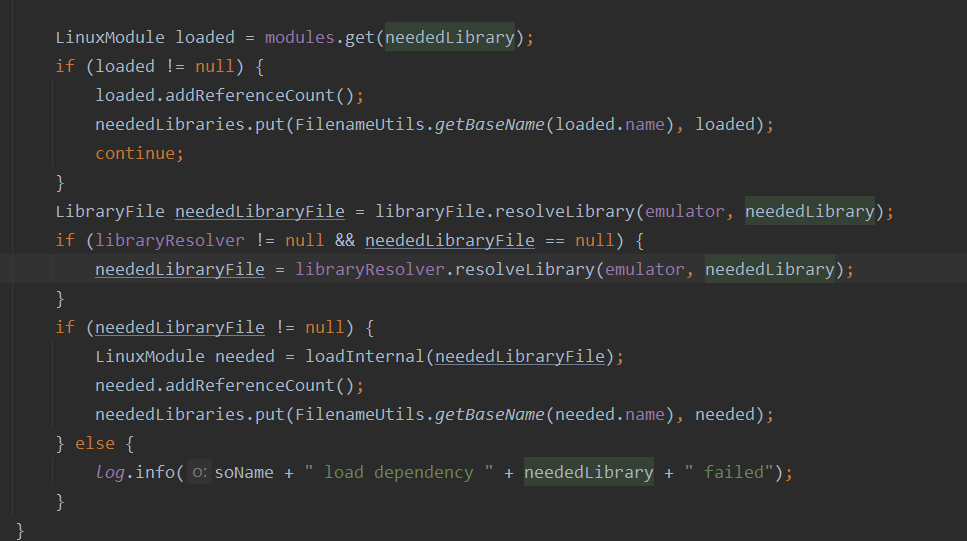 LinuxModule loaded = modules.get(neededLibrary);
if (loaded != null) {
loaded.addReferenceCount();
neededLibraries.put(FilenameUtils.getBaseName(loaded.name), loaded);
continue;
}
LibraryFile neededLibraryFile = libraryFile.resolveLibrary(emulator, neededLibrary);
if (libraryResolver != null && neededLibraryFile == null) {
neededLibraryFile = libraryResolver.resolveLibrary(emulator, neededLibrary);
}
if (neededLibraryFile != null) {
LinuxModule needed = loadInternal(neededLibraryFile);
needed.addReferenceCount();
neededLibraries.put(FilenameUtils.getBaseName(needed.name), needed);
} else {
log.info( o: soName + " load dependency " + neededLibrary + " failed");
}
}